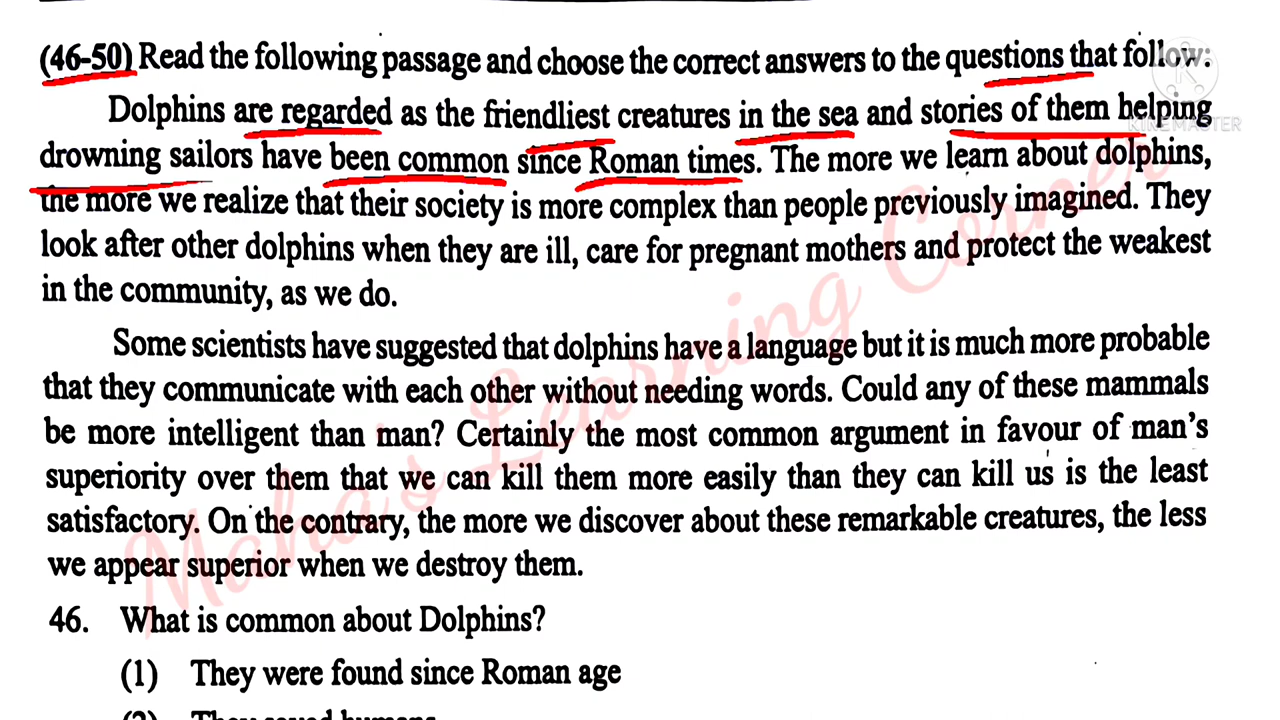 (46-50) Read the following passage and choose the correct answers to the questions that follow:
KINEMASTER
Dolphins are regarded as the friendliest creatures in the sea and stories of them helping
drowning sailors have been common since Roman times. The more we learn about dolphins,
the more we realize that their society is more complex than people previously imagined. They
look after other dolphins when they are ill, care for pregnant mothers and protect the weakest
in the community, as we do.
Some scientists have suggested that dolphins have a language but it is much more probable
that they communicate with each other without needing words. Could any of these mammals
be more intelligent than man? Certainly the most common argument in favour of man's
superiority over them that we can kill them more easily than they can kill us is the least
satisfactory. On the contrary, the more we discover about these remarkable creatures, the less
we appear superior when we destroy them.
Maha's Learning Corner
46. What is common about Dolphins?
(1) They were found since Roman age
(2) They saved humans